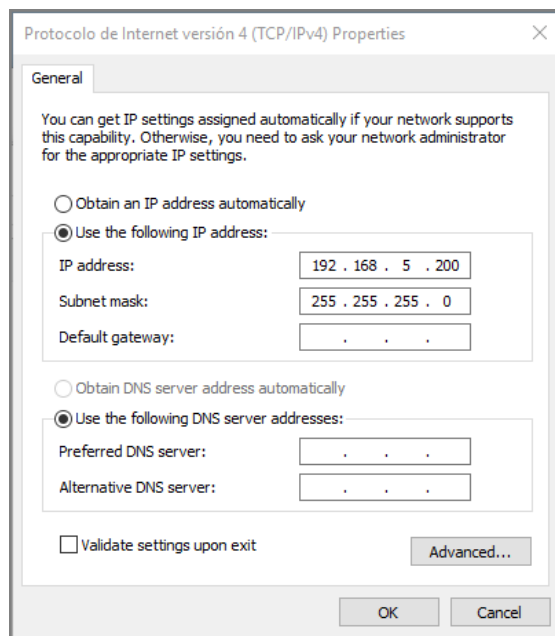 Protocolo de Internet versión 4 (TCP/IPv4) Properties
General
You can get IP settings assigned automatically if your network supports
this capability. Otherwise, you need to ask your network administrator
for the appropriate IP settings.
Obtain an IP address automatically
Use the following IP address:
IP address: 192 . 168 . 5 . 200
Subnet mask: 255 . 255 . 255 . 0
Default gateway: . . .
Obtain DNS server address automatically
Use the following DNS server addresses:
Preferred DNS server: . . .
Alternative DNS server: . . .
Validate settings upon exit
Advanced...
OK Cancel